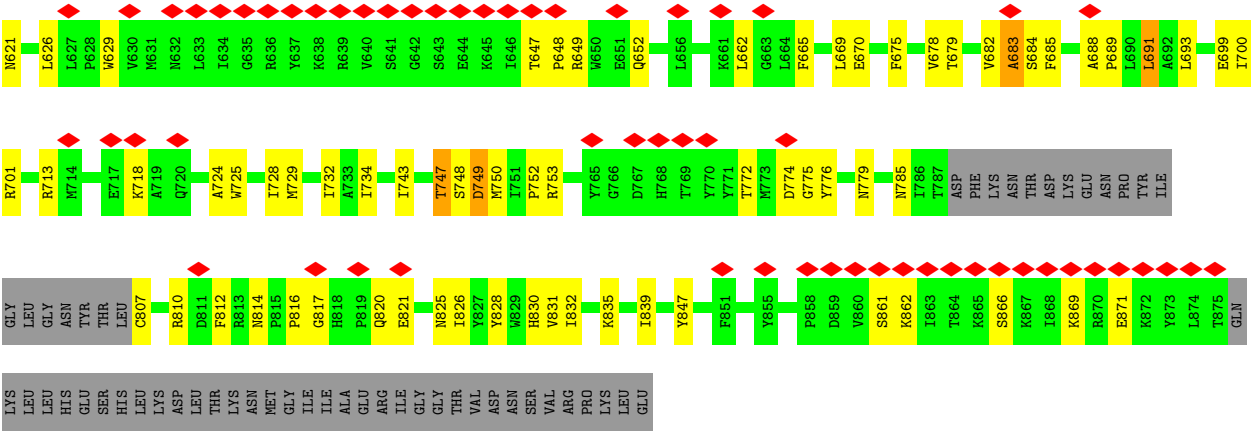 N621 L626 L627 P628 W629 V630 M631 N632 L633 I634 G635 R636 Y637 K638 R639 V640 S641 G642 S643 E644 K645 I646 T647 P648 R649 W650 E651 Q652 L656 K661 L662 G663 L664 F665 L669 E670 F675 V678 T679 V682 A683 S684 F685 A688 P689 L690 L691 A692 L693 E699 I700
R701 R713 M714 E717 K718 A719 Q720 A724 W725 I728 M729 I732 A733 I734 I743 T747 S748 D749 M750 I751 P752 R753 Y765 G766 D767 H768 T769 Y770 Y771 T772 M773 D774 G775 Y776 N779 N785 I786 T787 ASP PHE LYS ASN THR ASP LYS GLU ASN PRO TYR ILE
GLY LEU GLY ASN TYR THR LEU C807 R810 D811 F812 R813 N814 P815 P816 G817 H818 P819 Q820 E821 N825 I826 Y827 Y828 W829 H830 V831 I832 K835 I839 Y847 F851 Y855 P858 D859 V860 S861 K862 I863 T864 K865 S866 K867 I868 K869 R870 E871 K872 Y873 L874 T875 GLN
LYS LEU LEU HIS GLU SER HIS LEU LYS ASP LEU THR LYS ASN MET GLY ILE ILE ALA GLU ARG ILE GLY GLY THR VAL ASP ASN SER VAL ARG PRO LYS LEU GLU